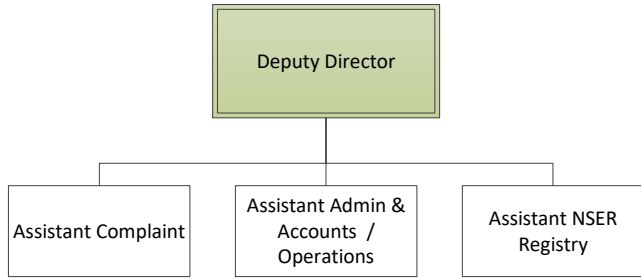 Deputy Director
Assistant Complaint
Assistant Admin &
Accounts  /
Operations
Assistant NSER
Registry